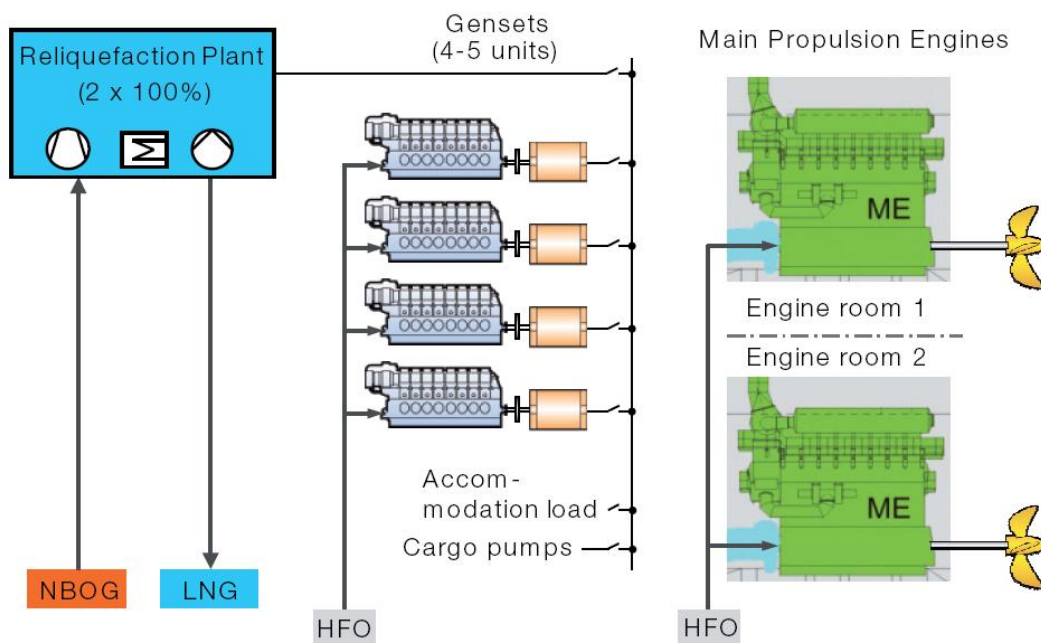 Gensets
(4-5 units)
Main Propulsion Engines
Reliquefaction Plant
(2 x 100%)
M
ME
Engine room 1
Engine room 2
ME
Accom-
modation load
Cargo pumps
NBOG
LNG
HFO
HFO